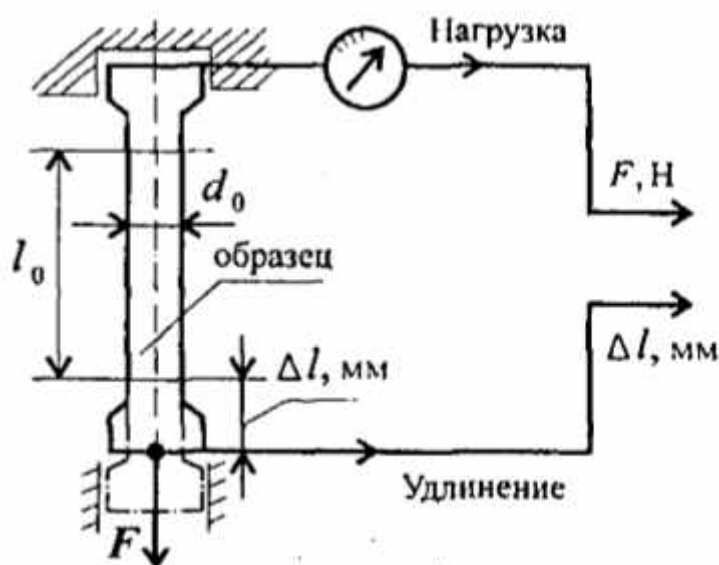 Нагрузка
F, Н
d₀
l₀
образец
Δl, мм
Δl, мм
Удлинение
F